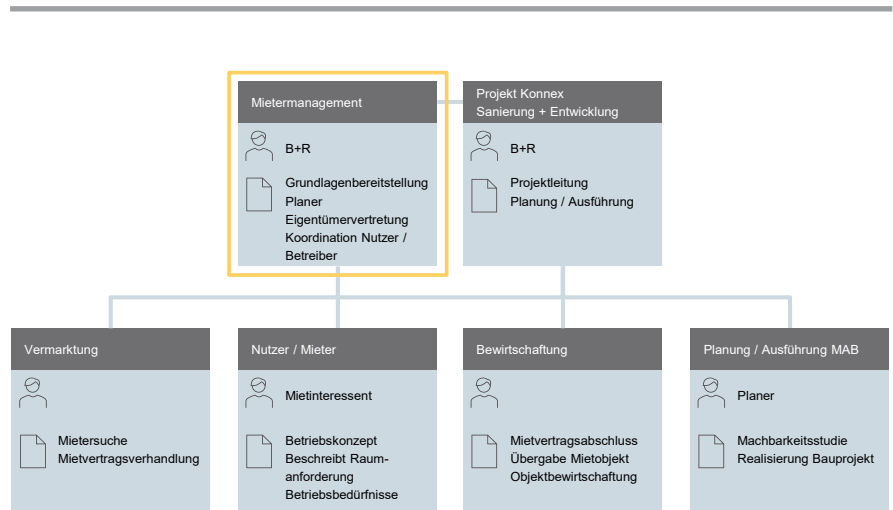 Mietermanagement
B+R
Grundlagenbereitstellung
Planer
Eigentümervertretung
Koordination Nutzer /
Betreiber
Projekt Konnex
Sanierung + Entwicklung
B+R
Projektleitung
Planung / Ausführung
Vermarktung
Mietersuche
Mietvertragsverhandlung
Nutzer / Mieter
Mietinteressent
Betriebskonzept
Beschreibt Raum-
anforderung
Betriebsbedürfnisse
Bewirtschaftung
Mietvertragsabschluss
Übergabe Mietobjekt
Objektbewirtschaftung
Planung / Ausführung MAB
Planer
Machbarkeitsstudie
Realisierung Bauprojekt